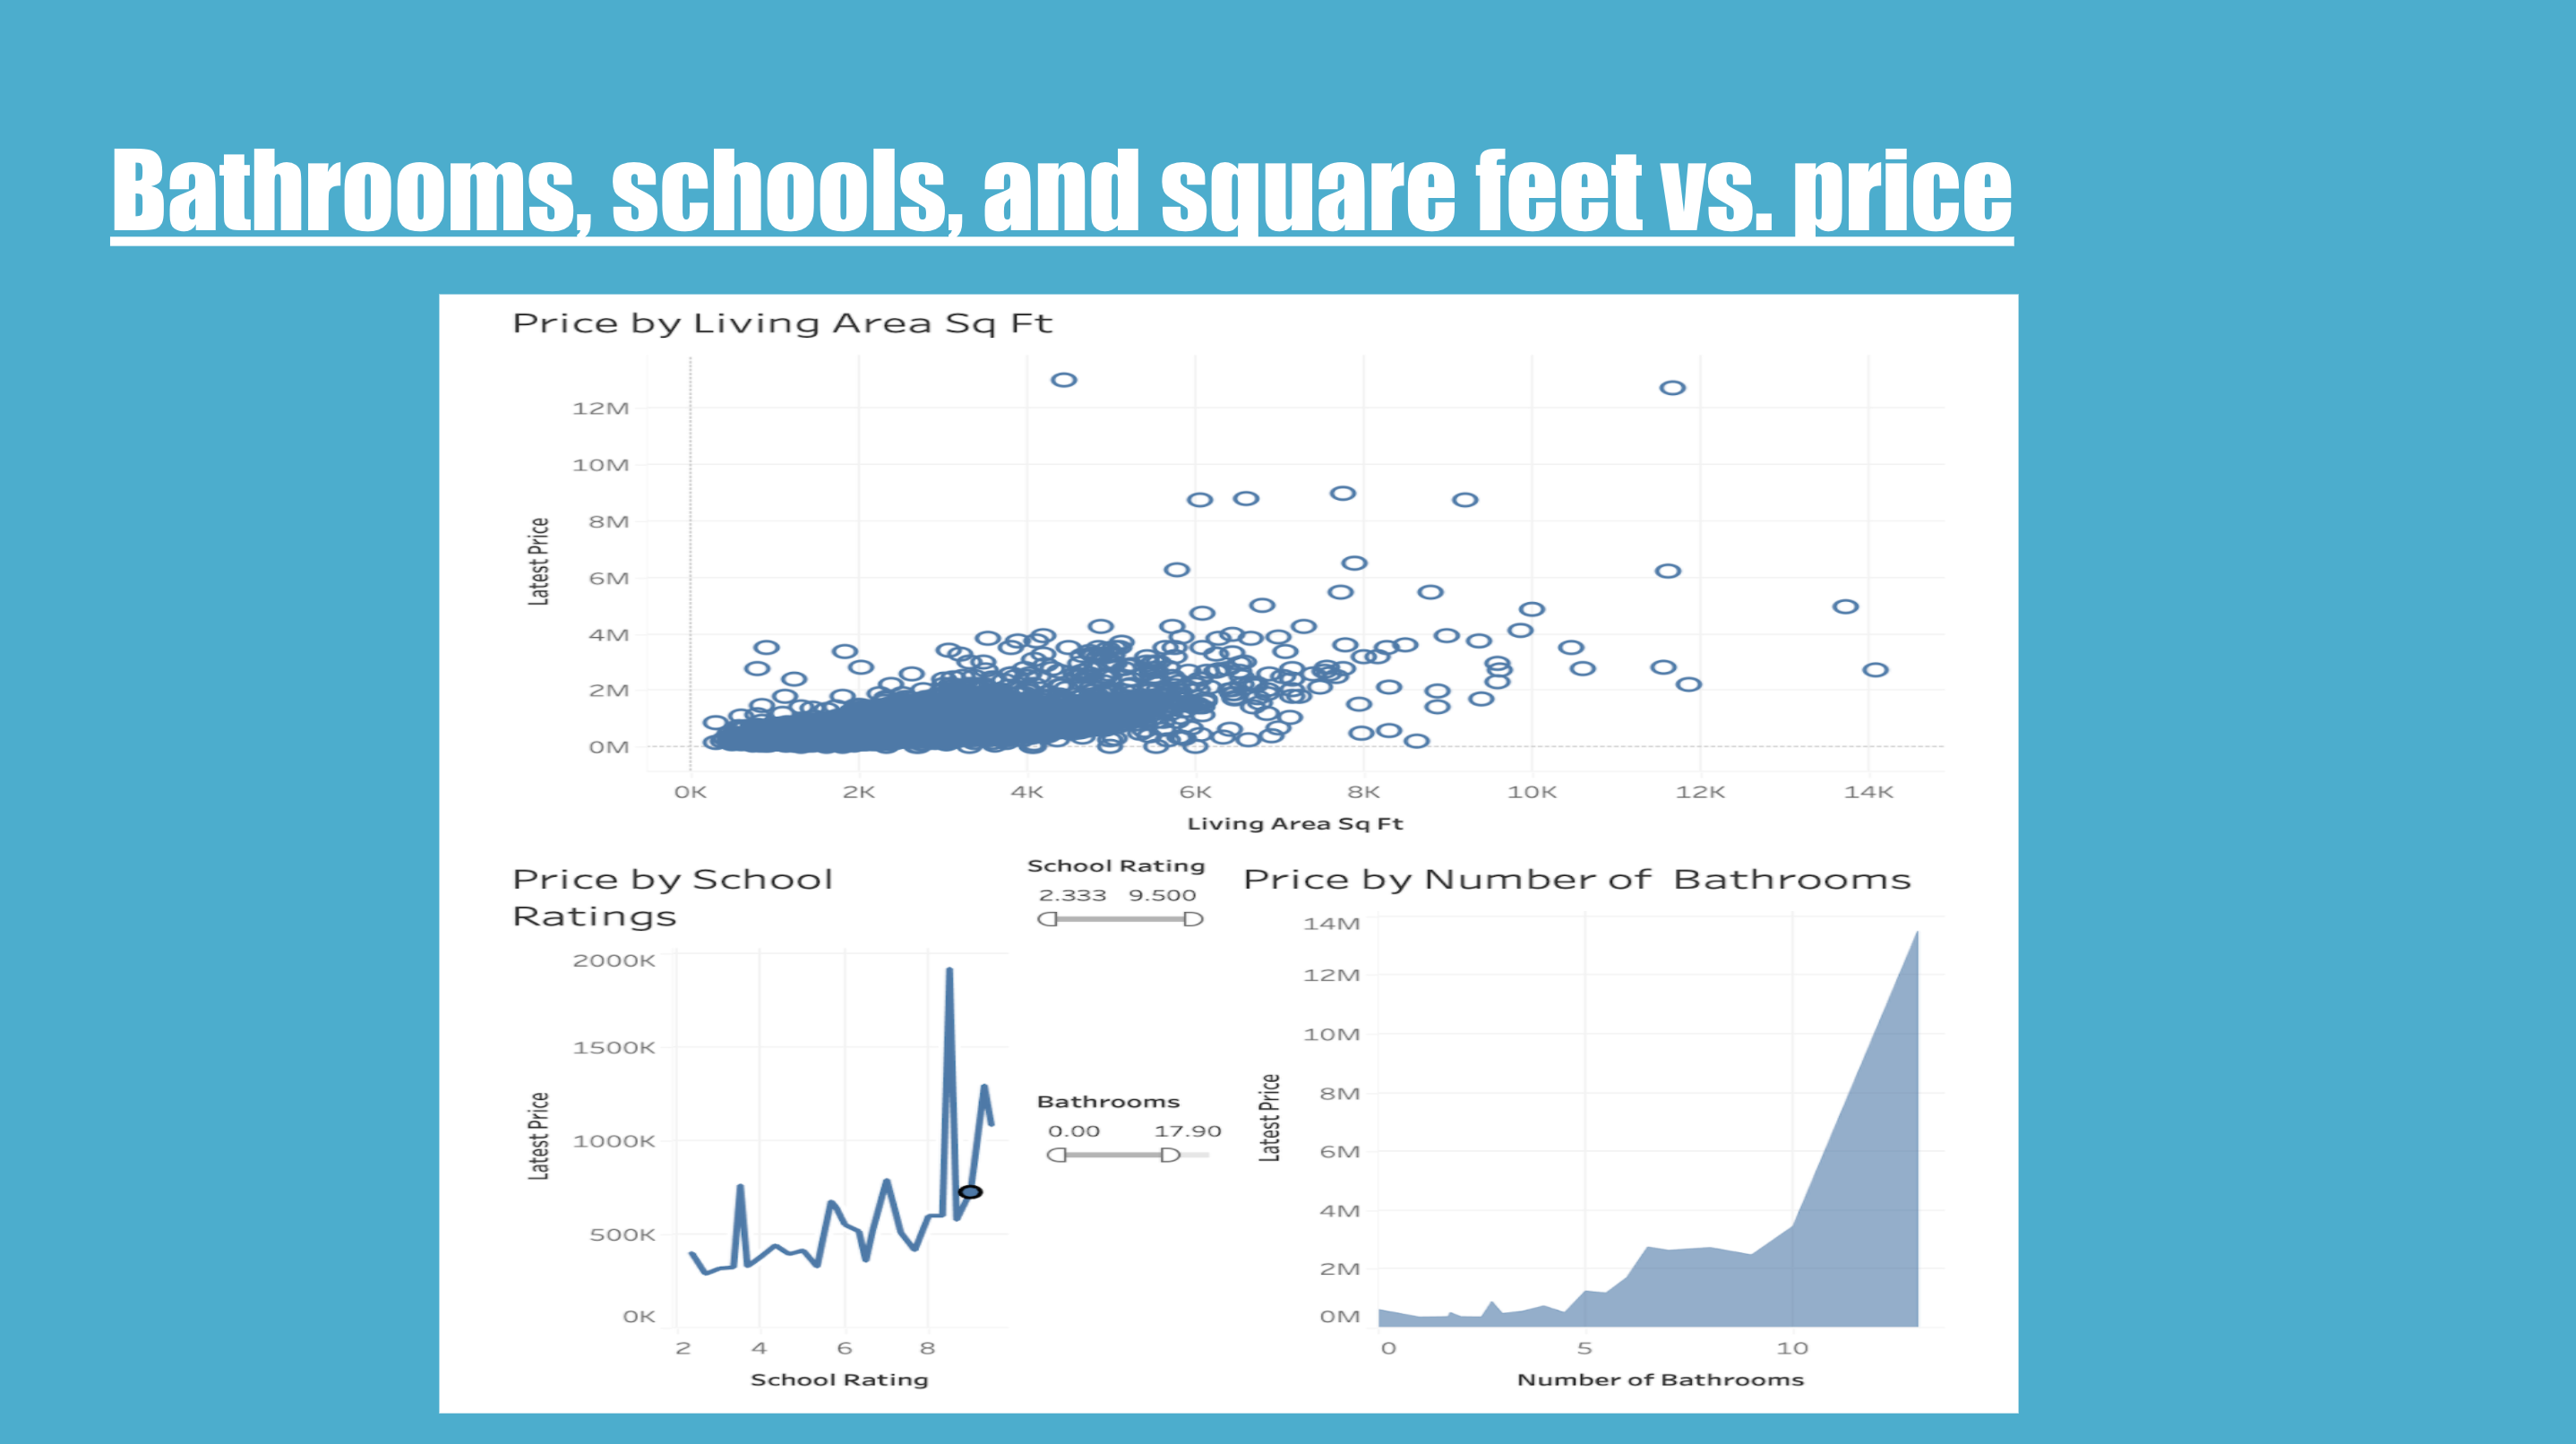 Bathrooms, schools, and square feet vs. price
Price by Living Area Sq Ft
Latest Price
12M
10M
8M
6M
4M
2M
0M
0K 2K 4K 6K 8K 10K 12K 14K
Living Area Sq Ft
Price by School
Ratings
Latest Price
2000K
1500K
1000K
500K
0K
2 4 6 8
School Rating
School Rating
2.333 9.500
Bathrooms
0.00 17.90
Price by Number of Bathrooms
Latest Price
14M
12M
10M
8M
6M
4M
2M
0M
0 5 10
Number of Bathrooms